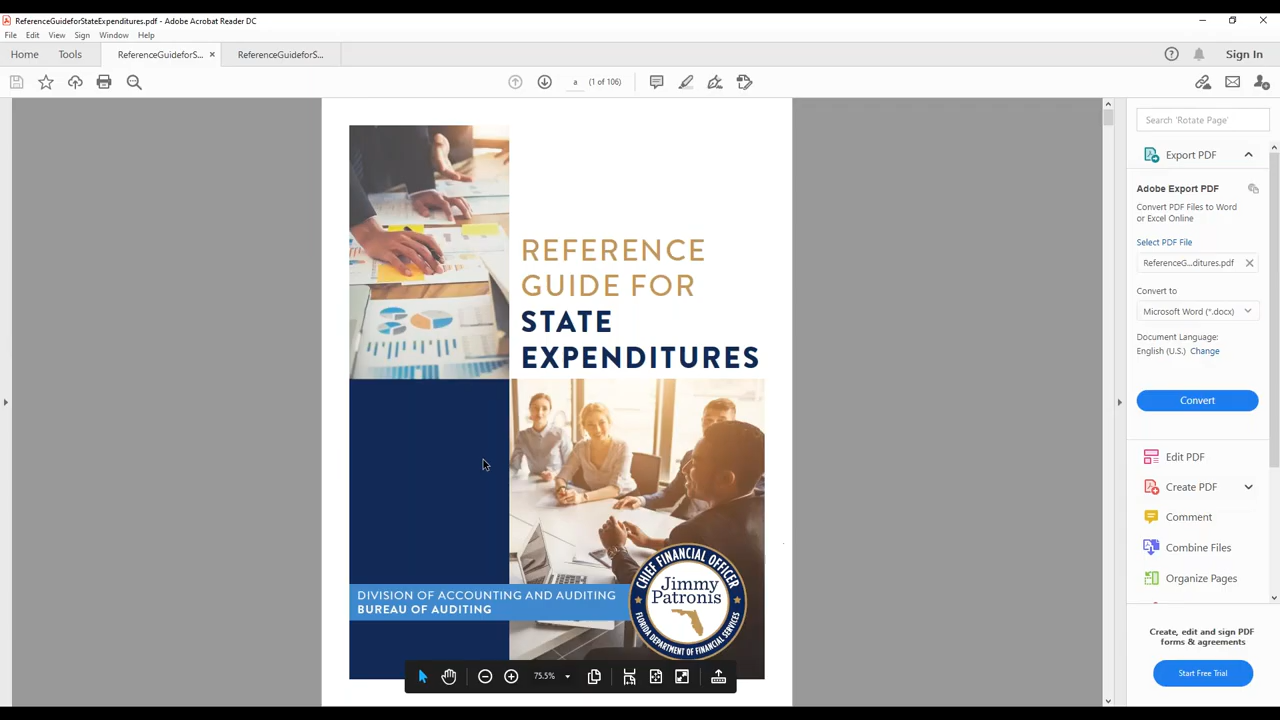 ReferenceGuideforStateExpenditures.pdf - Adobe Acrobat Reader DC
File Edit View Sign Window Help
Home Tools ReferenceGuideforS... × ReferenceGuideforS... Sign In
a (1 of 106)
REFERENCE
GUIDE FOR
STATE
EXPENDITURES
DIVISION OF ACCOUNTING AND AUDITING
BUREAU OF AUDITING
CHIEF FINANCIAL OFFICER
Jimmy
Patronis
FLORIDA DEPARTMENT OF FINANCIAL SERVICES
75.5%
Search 'Rotate Page'
Export PDF
Adobe Export PDF
Convert PDF Files to Word
or Excel Online
Select PDF File
ReferenceG...ditures.pdf
Convert to
Microsoft Word (*.docx)
Document Language:
English (U.S.) Change
Convert
Edit PDF
Create PDF
Comment
Combine Files
Organize Pages
Create, edit and sign PDF
forms & agreements
Start Free Trial